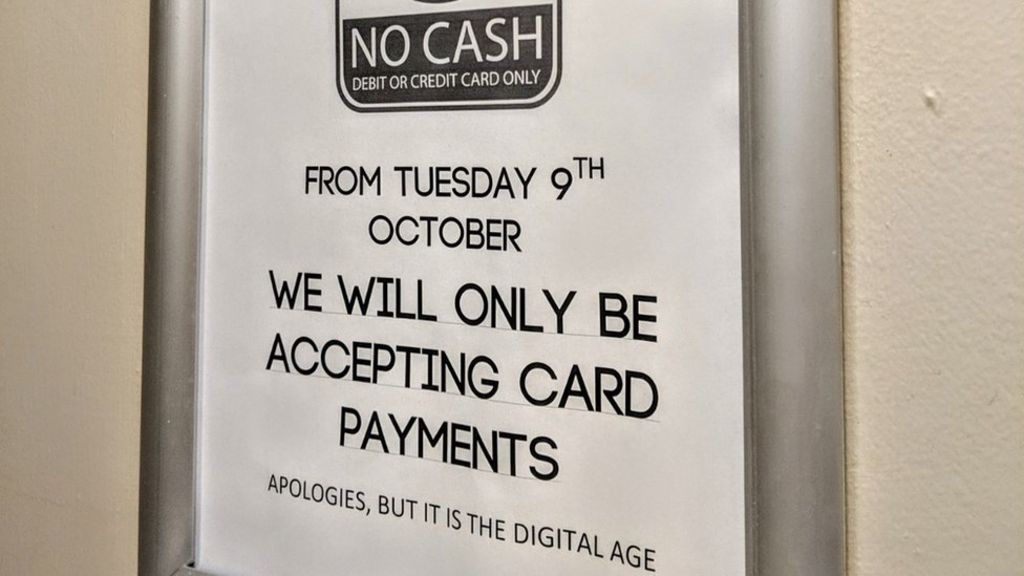 NO CASH
DEBIT OR CREDIT CARD ONLY
FROM TUESDAY 9TH
OCTOBER
WE WILL ONLY BE
ACCEPTING CARD
PAYMENTS
APOLOGIES, BUT IT IS THE DIGITAL AGE